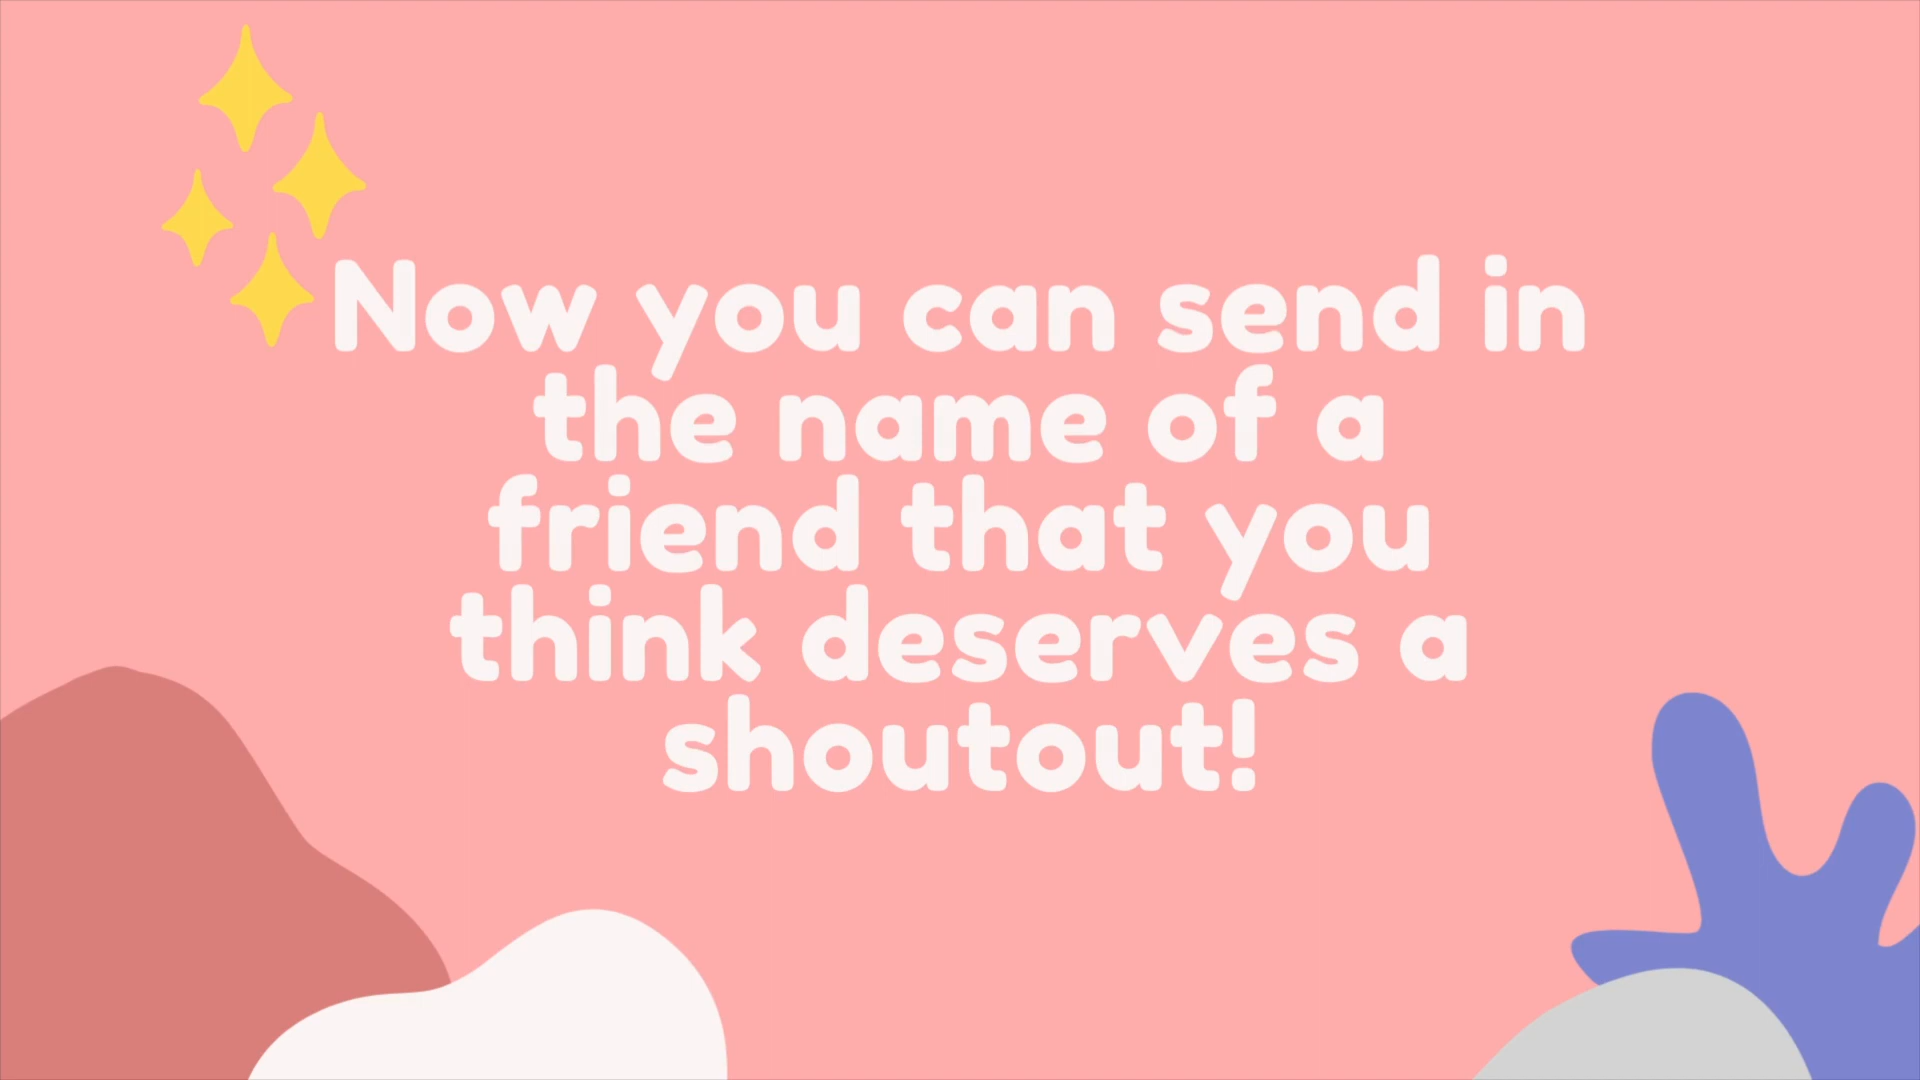 Now you can send in
the name of a
friend that you
think deserves a
shoutout!